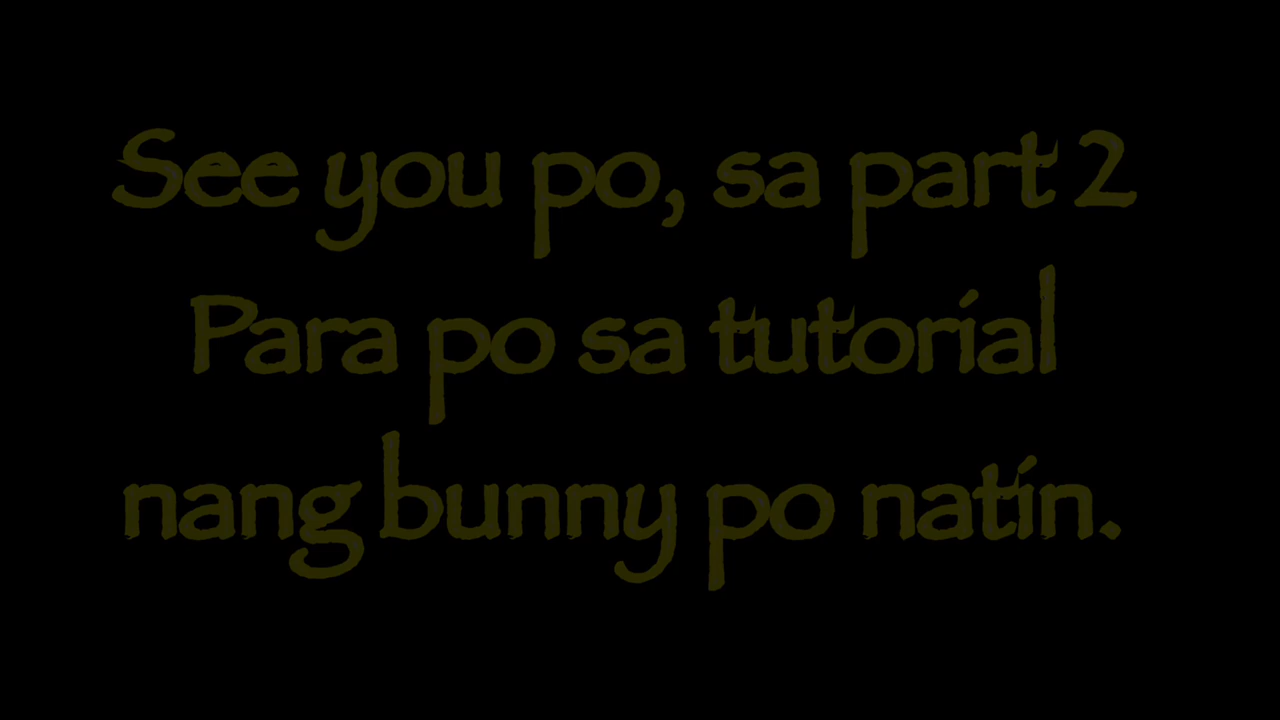 See you po, sa part 2
Para po sa tutorial
nang bunny po natin.